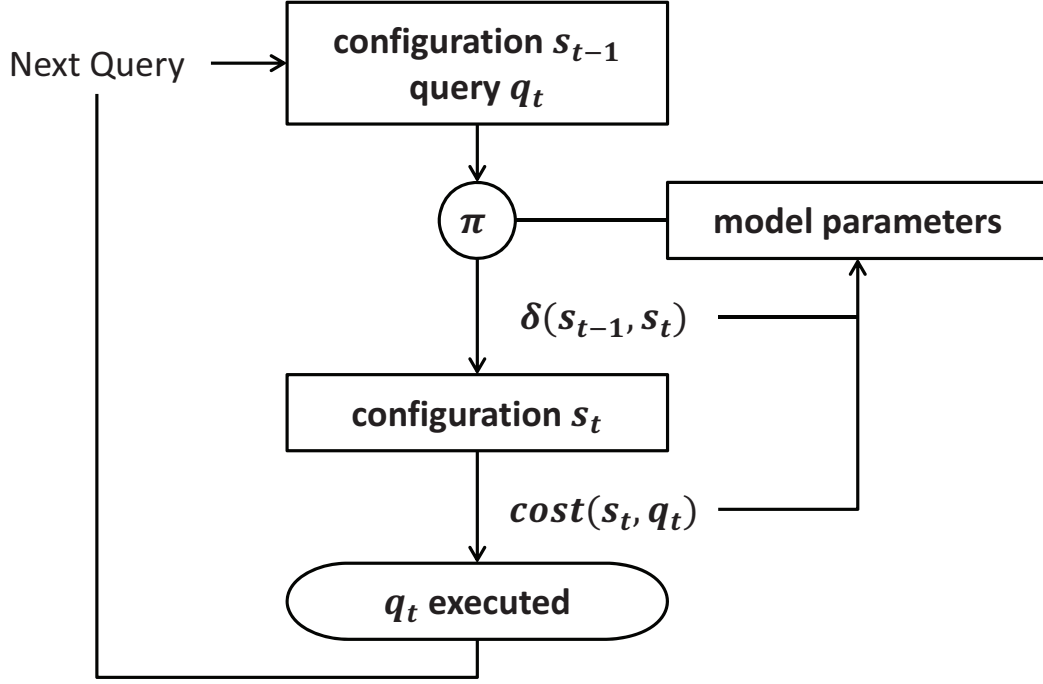 configuration s_{t-1}
Next Query
query q_t
π
model parameters
δ(s_{t-1}, s_t)
configuration s_t
cost(s_t, q_t)
q_t executed